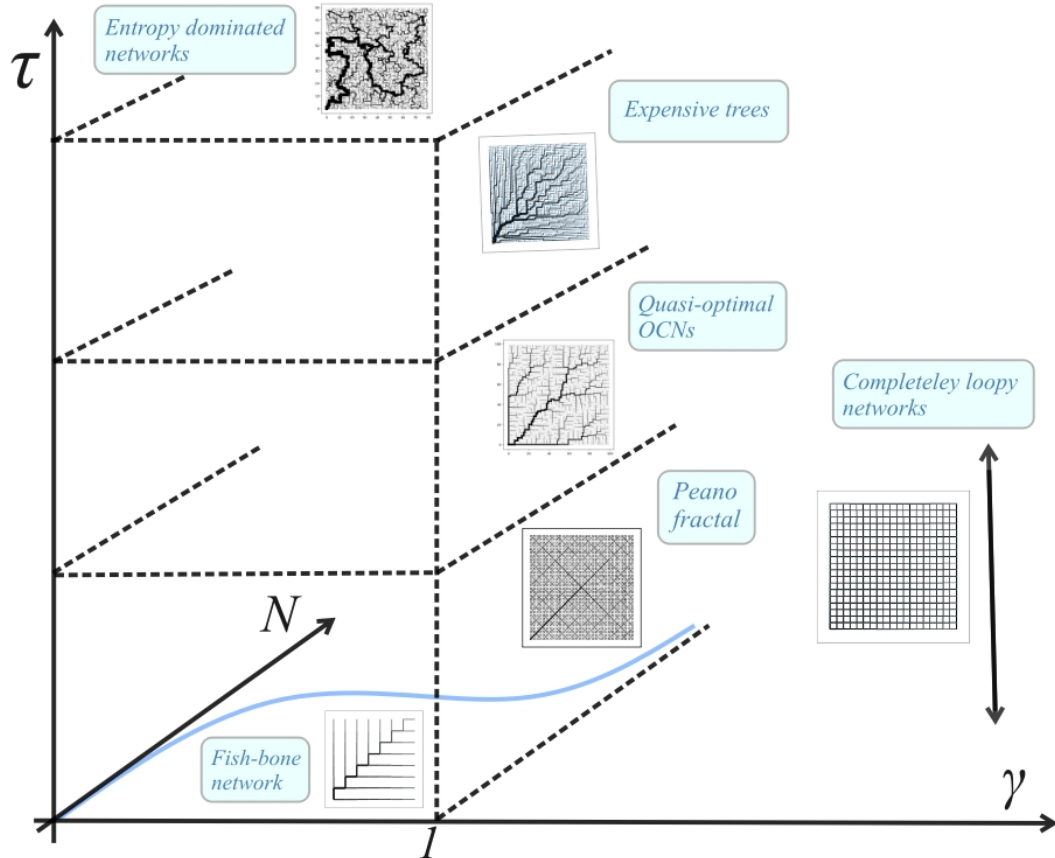 Entropy dominated
networks
τ
Expensive trees
Quasi-optimal
OCNs
Completeley loopy
networks
Peano
fractal
N
Fish-bone
network
γ
1